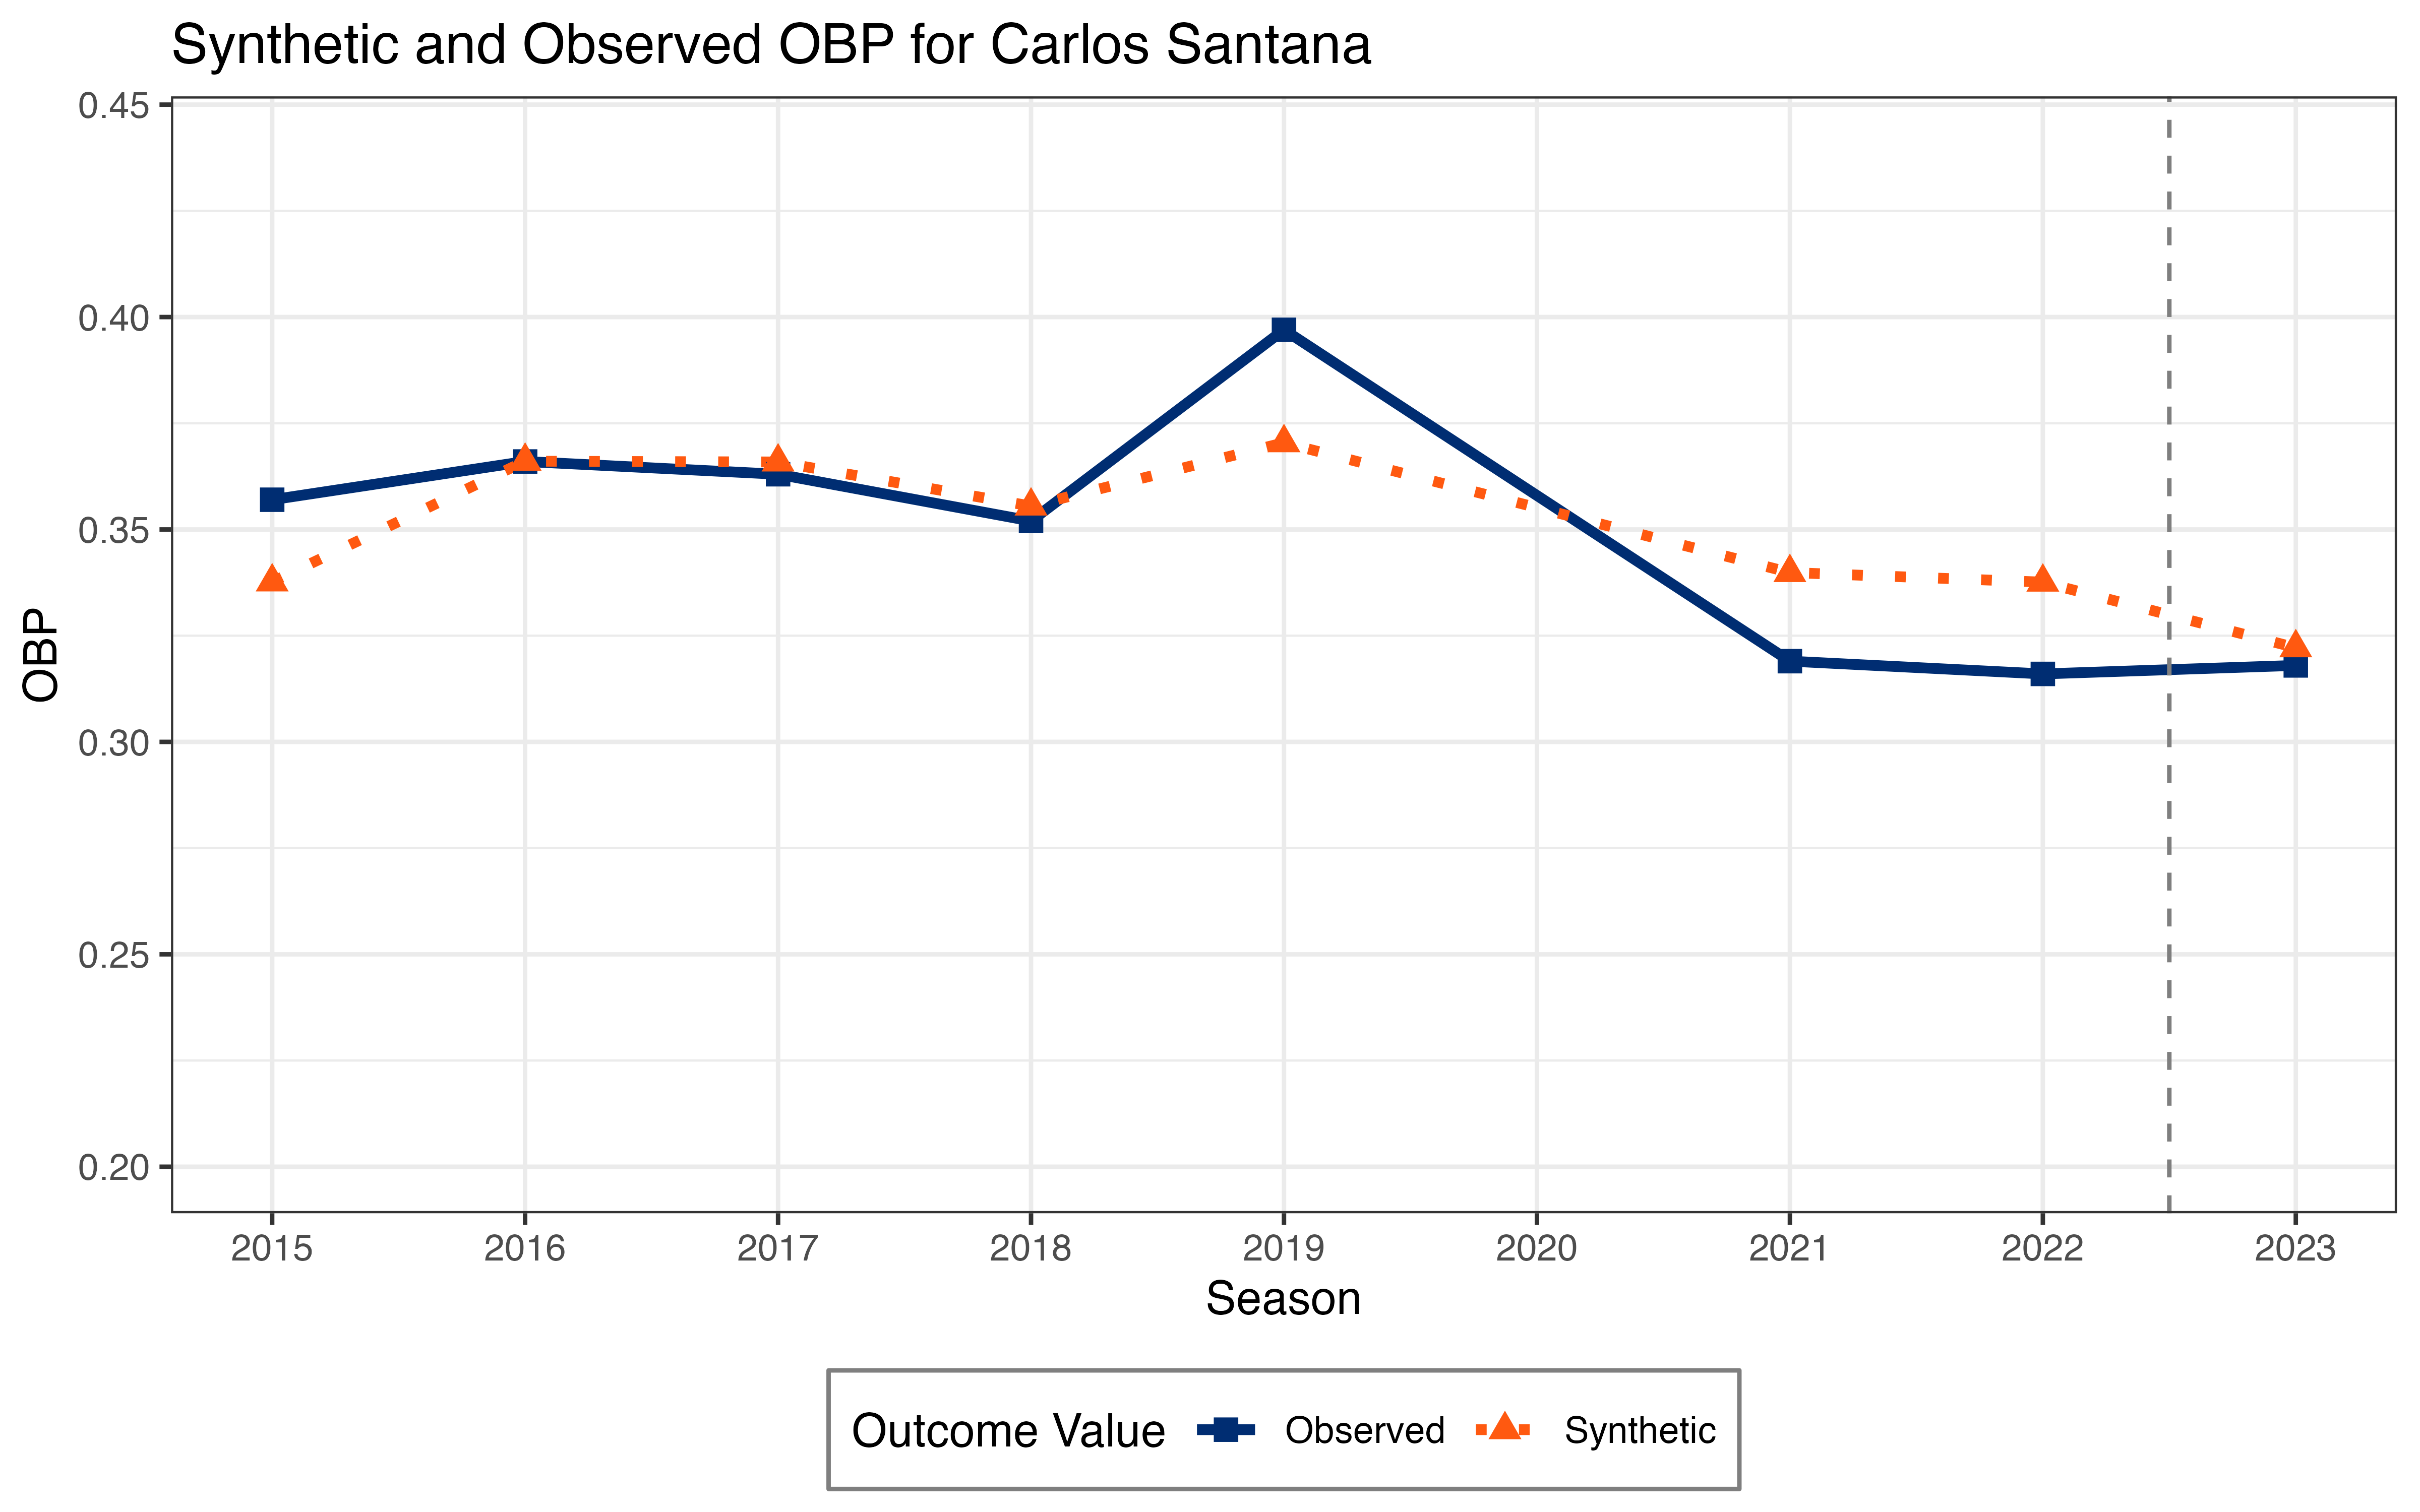 Synthetic and Observed OBP for Carlos Santana
0.45
0.40
0.35
0.30
0.25
0.20
OBP
2015 2016 2017 2018 2019 2020 2021 2022 2023
Season
Outcome Value Observed Synthetic